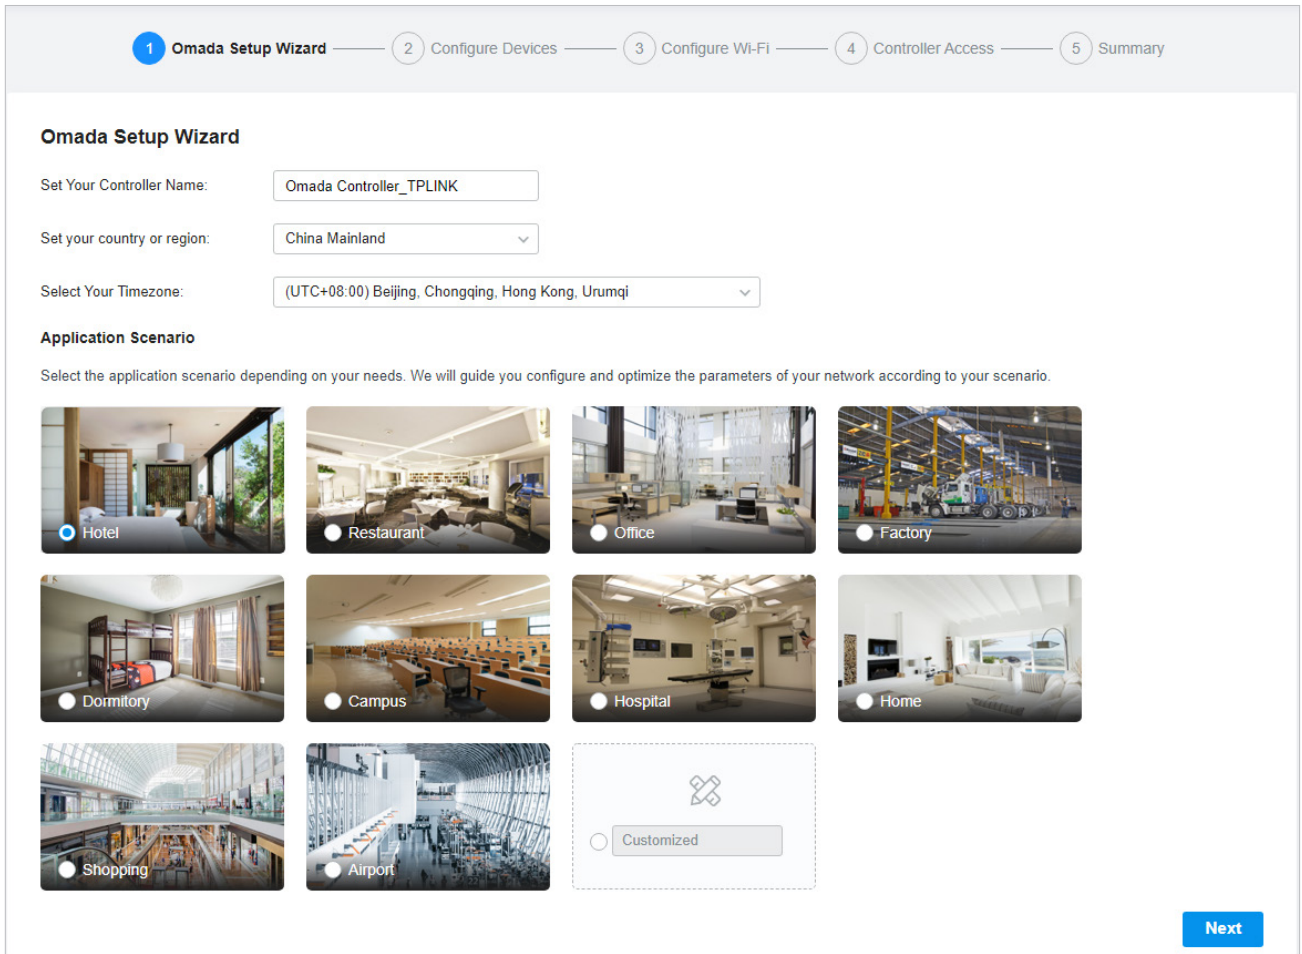 1 Omada Setup Wizard 2 Configure Devices 3 Configure Wi-Fi 4 Controller Access 5 Summary
Omada Setup Wizard
Set Your Controller Name: Omada Controller_TPLINK
Set your country or region: China Mainland
Select Your Timezone: (UTC+08:00) Beijing, Chongqing, Hong Kong, Urumqi
Application Scenario
Select the application scenario depending on your needs. We will guide you configure and optimize the parameters of your network according to your scenario.
Hotel Restaurant Office Factory
Dormitory Campus Hospital Home
Shopping Airport Customized
Next